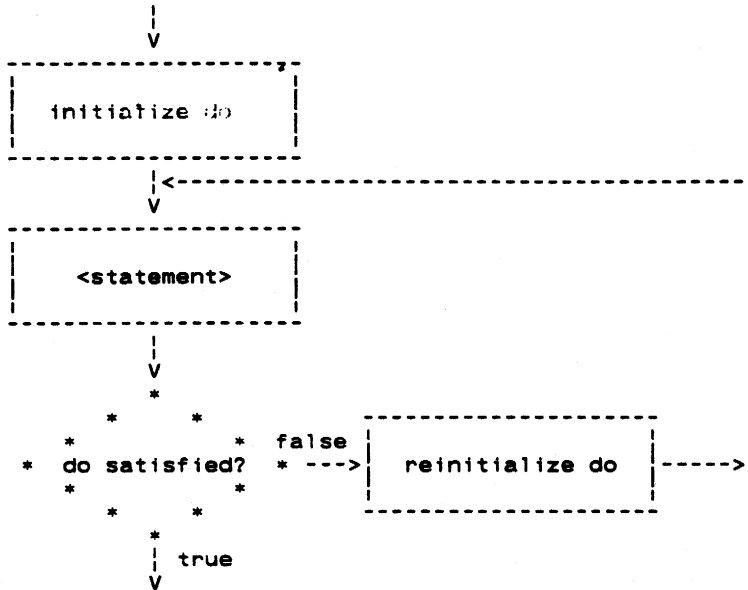 initialize do
<statement>
false
do satisfied?
reinitialize do
true